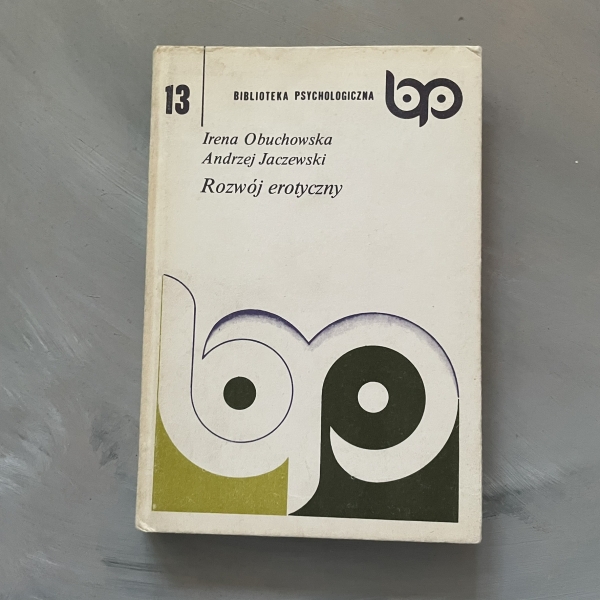 13
BIBLIOTEKA PSYCHOLOGICZNA bp
Irena Obuchowska
Andrzej Jaczewski
Rozwój erotyczny
bp